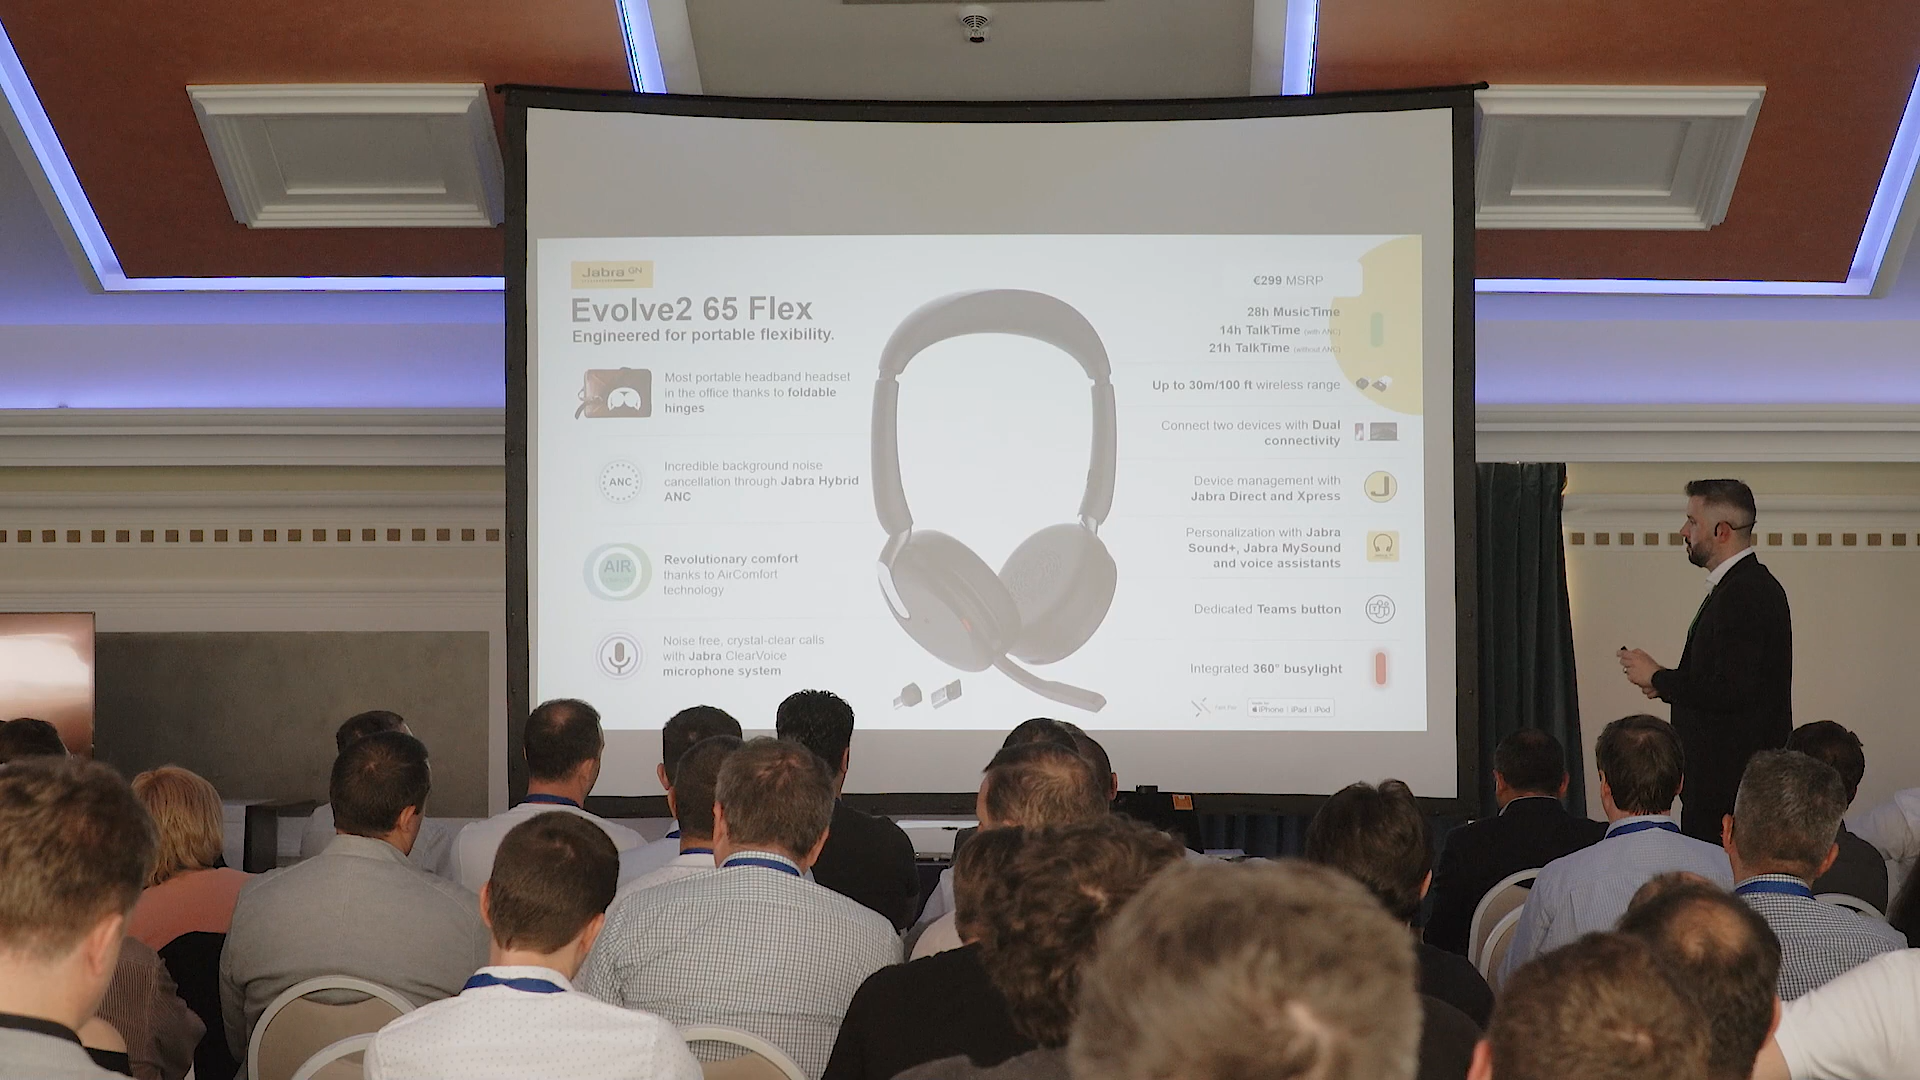 Jabra GN
Evolve2 65 Flex
Engineered for portable flexibility.
Most portable headband headset
in the office thanks to foldable
hinges
ANC
Incredible background noise
cancellation through Jabra Hybrid
ANC
AIR
Revolutionary comfort
thanks to AirComfort
technology
Noise free, crystal-clear calls
with Jabra ClearVoice
microphone system
€299 MSRP
28h MusicTime
14h TalkTime (with ANC)
21h TalkTime (without ANC)
Up to 30m/100 ft wireless range
Connect two devices with Dual
connectivity
Device management with
Jabra Direct and Xpress
Personalization with Jabra
Sound+, Jabra MySound
and voice assistants
Dedicated Teams button
Integrated 360° busylight
iPhone | iPad | iPod